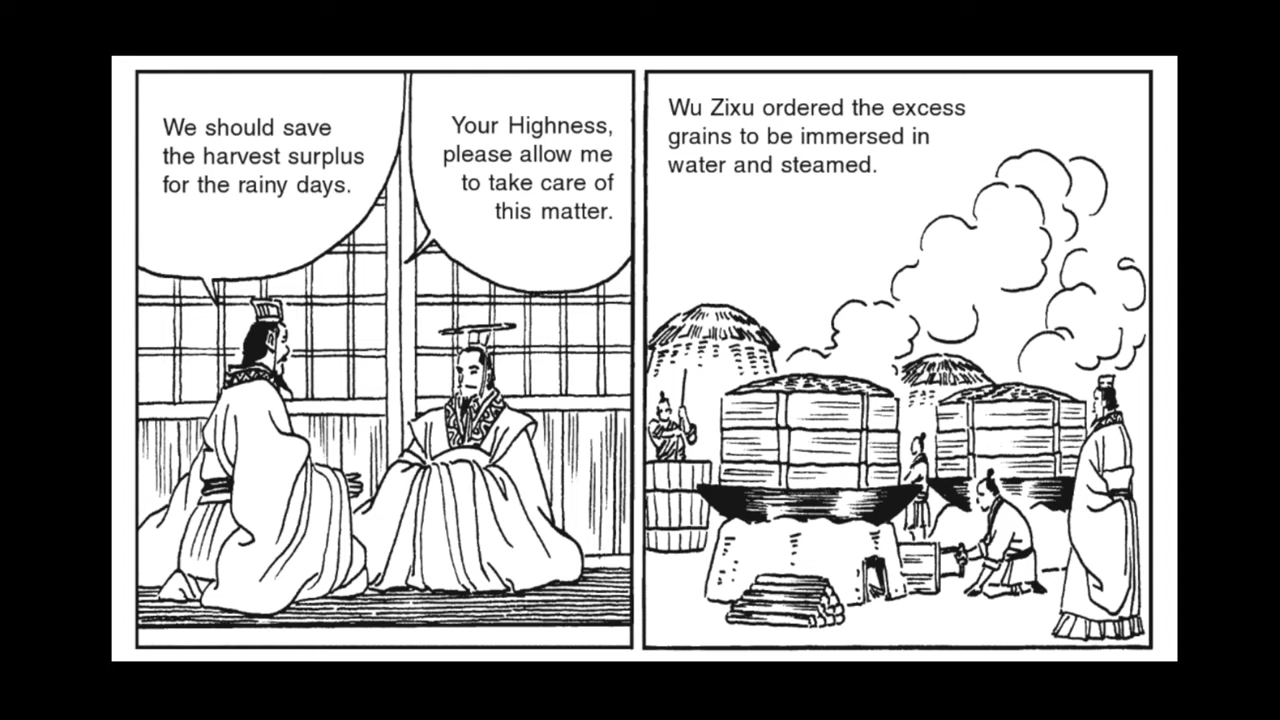 We should save
the harvest surplus
for the rainy days.
Your Highness,
please allow me
to take care of
this matter.
Wu Zixu ordered the excess
grains to be immersed in
water and steamed.